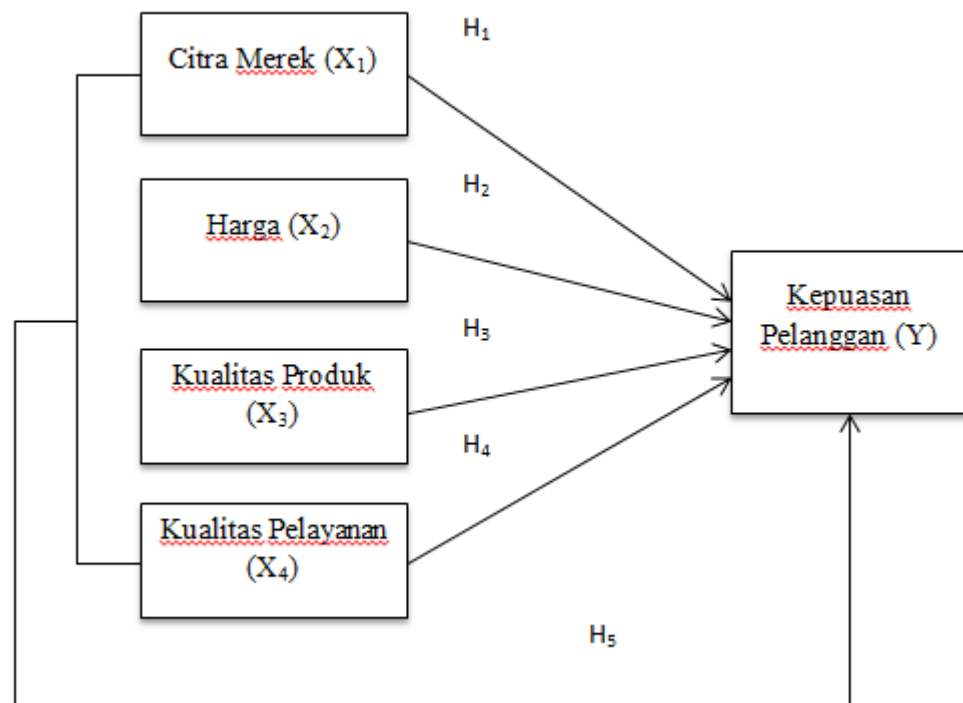 H₁
Citra Merek (X₁)
H₂
Harga (X₂)
Kepuasan
Pelanggan (Y)
H₃
Kualitas Produk
(X₃)
H₄
Kualitas Pelayanan
(X₄)
H₅